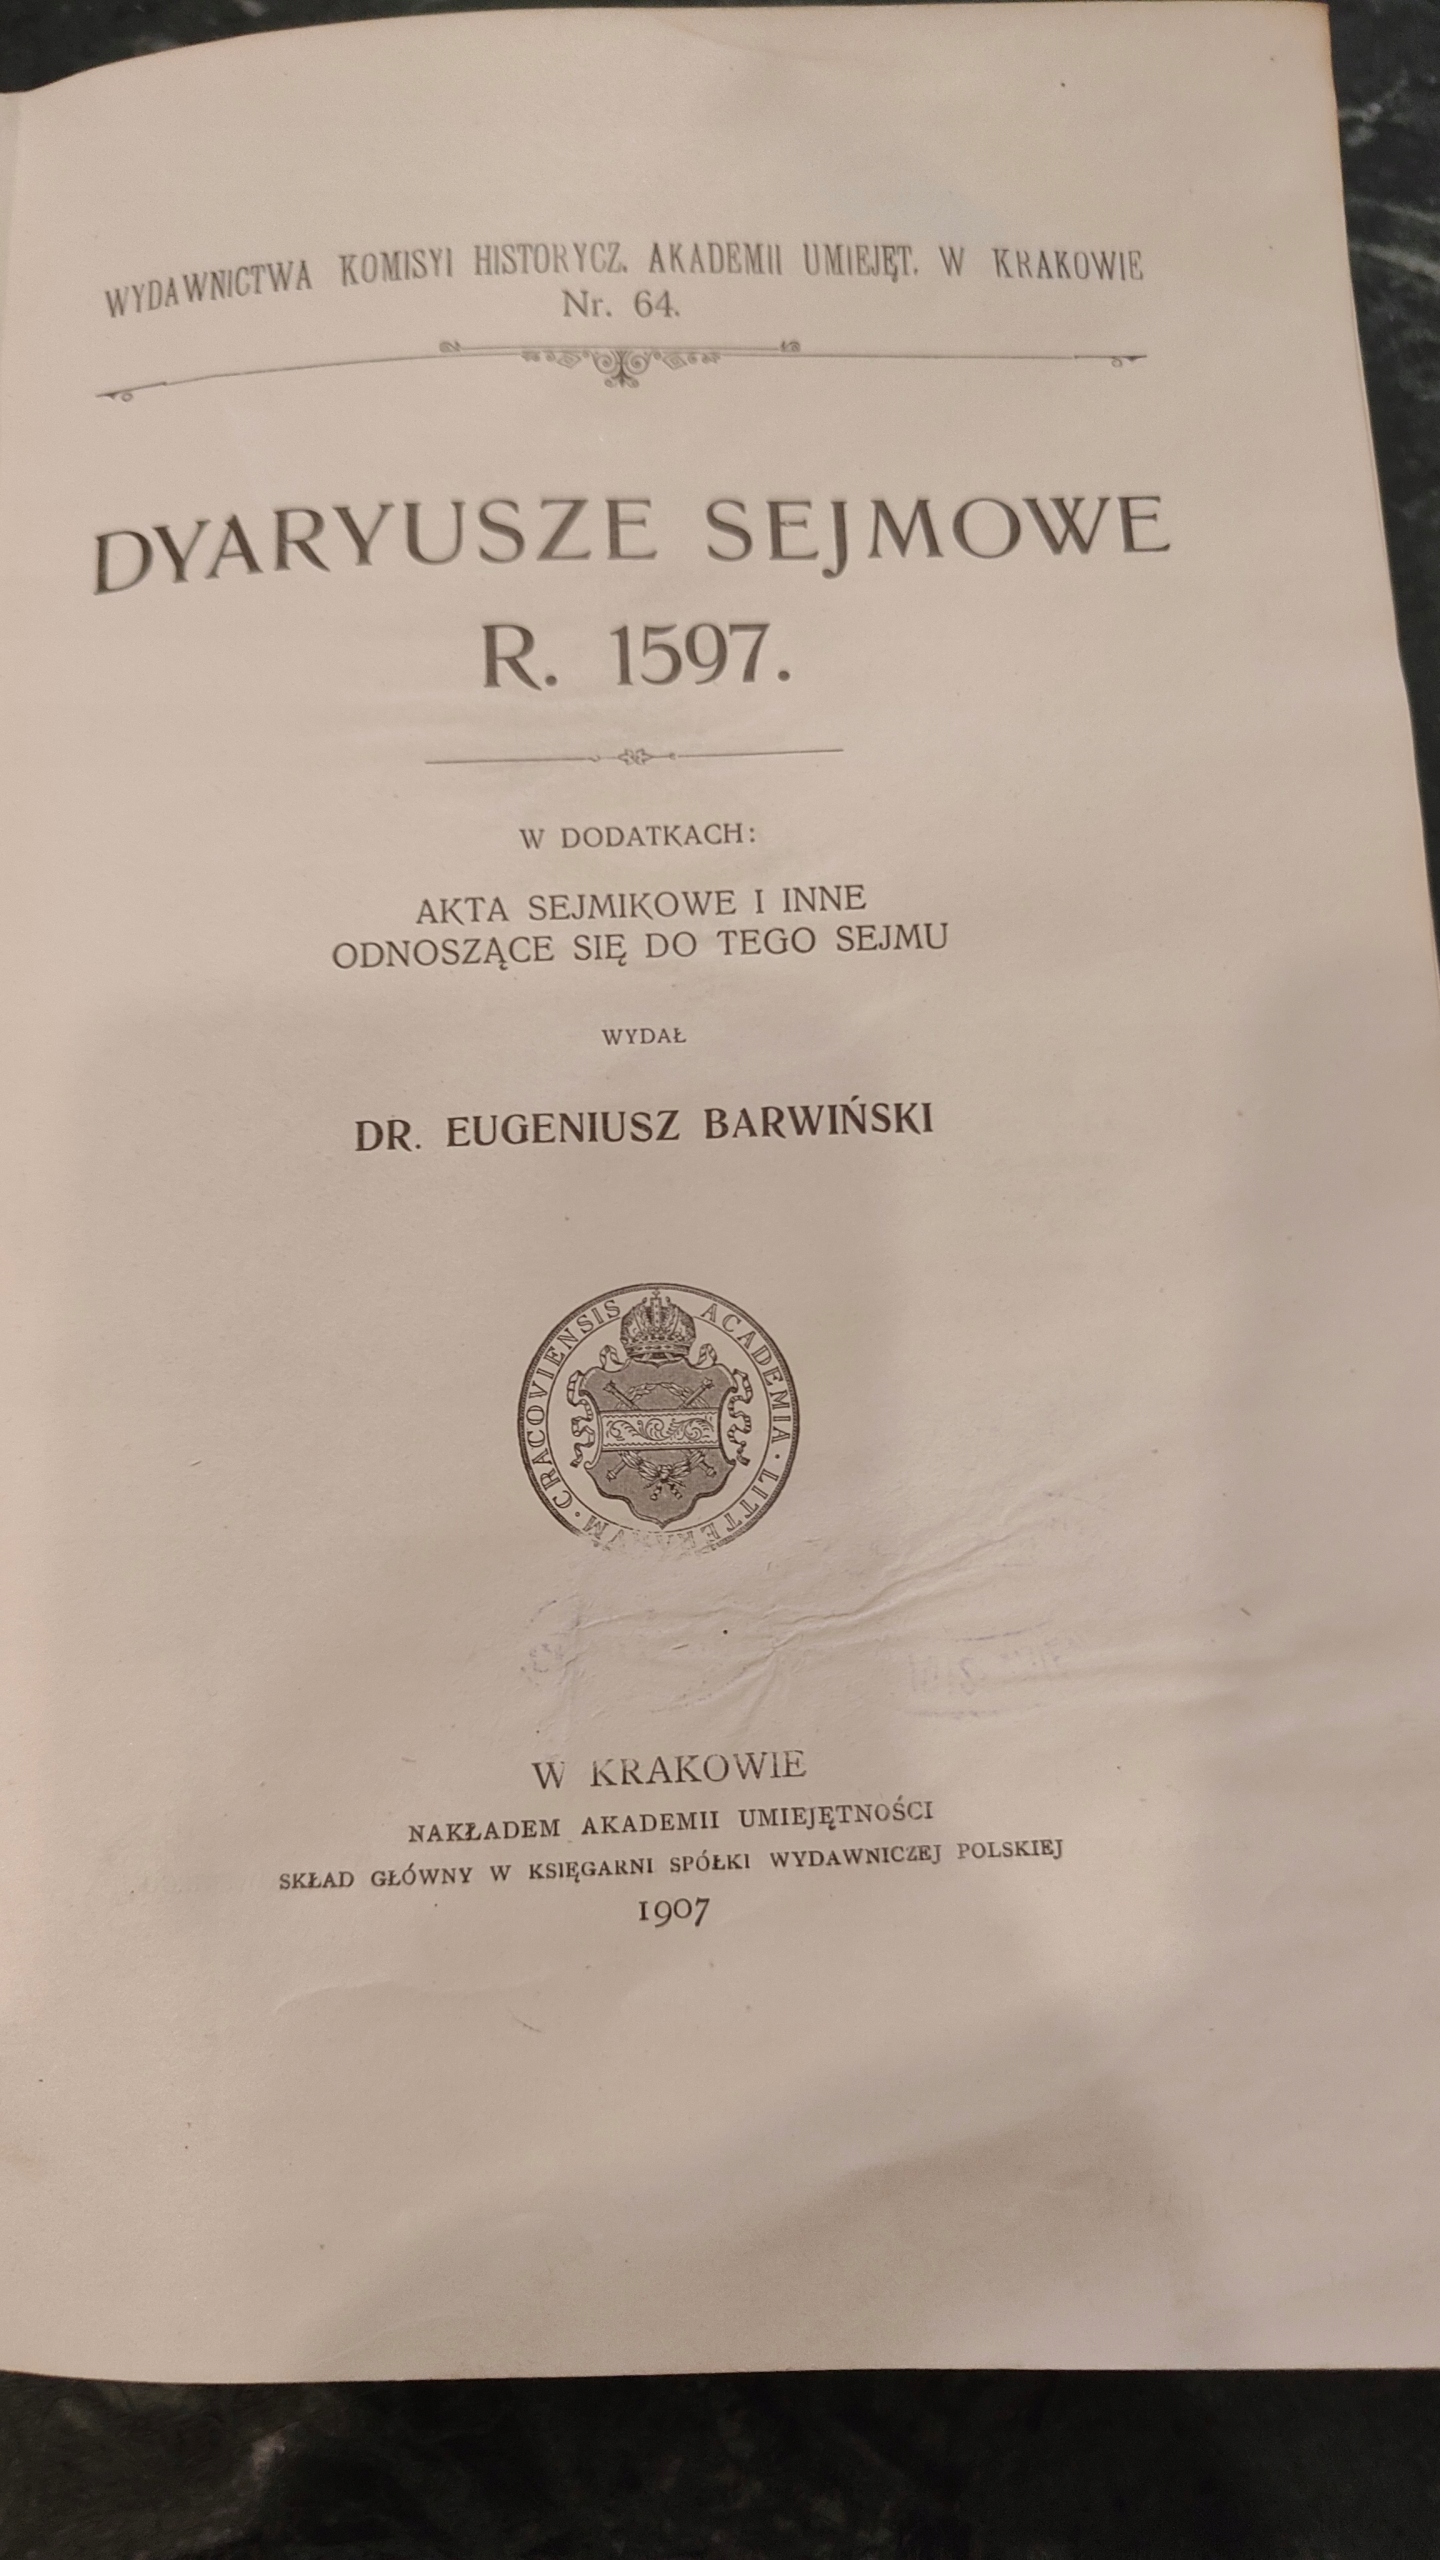 WYDAWNICTWA KOMISYI HISTORYCZ. AKADEMII UMIEJĘT. W KRAKOWIE
Nr. 64.
DYARYUSZE SEJMOWE
R. 1597.
W DODATKACH:
AKTA SEJMIKOWE I INNE
ODNOSZĄCE SIĘ DO TEGO SEJMU
WYDAŁ
DR. EUGENIUSZ BARWIŃSKI
ACADEMIA · LITTERARVM · CRACOVIENSIS
W KRAKOWIE
NAKŁADEM AKADEMII UMIEJĘTNOŚCI
SKŁAD GŁÓWNY W KSIĘGARNI SPÓŁKI WYDAWNICZEJ POLSKIEJ
1907